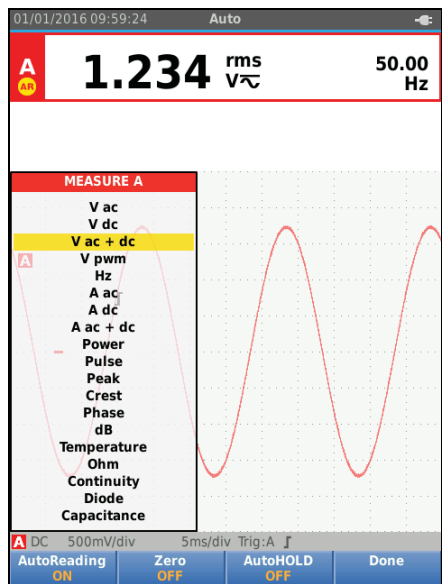 01/01/2016 09:59:24 Auto
A 1.234 rms 50.00
AR V Hz
MEASURE A
V ac
V dc
V ac + dc
A V pwm
Hz
A ac
A dc
A ac + dc
Power
Pulse
Peak
Crest
Phase
dB
Temperature
Ohm
Continuity
Diode
Capacitance
A DC 500mV/div 5ms/div Trig:A
AutoReading Zero AutoHOLD Done
ON OFF OFF